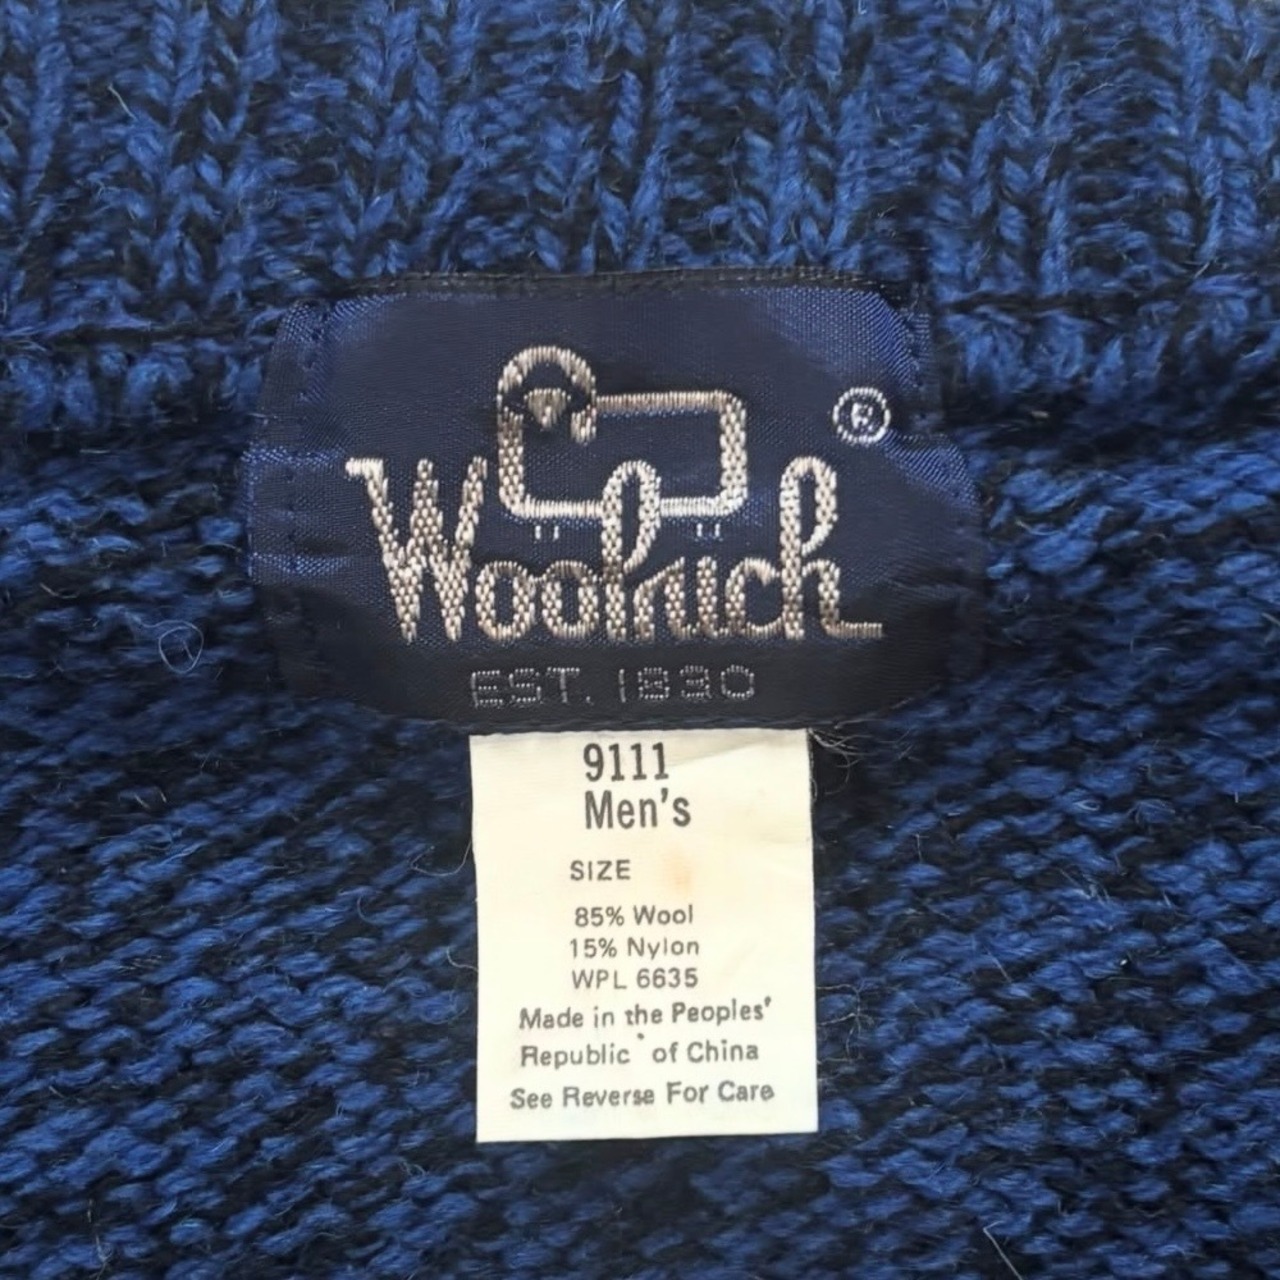 Woolrich ®
EST. 1830
9111
Men's
SIZE
85% Wool
15% Nylon
WPL 6635
Made in the Peoples'
Republic of China
See Reverse For Care